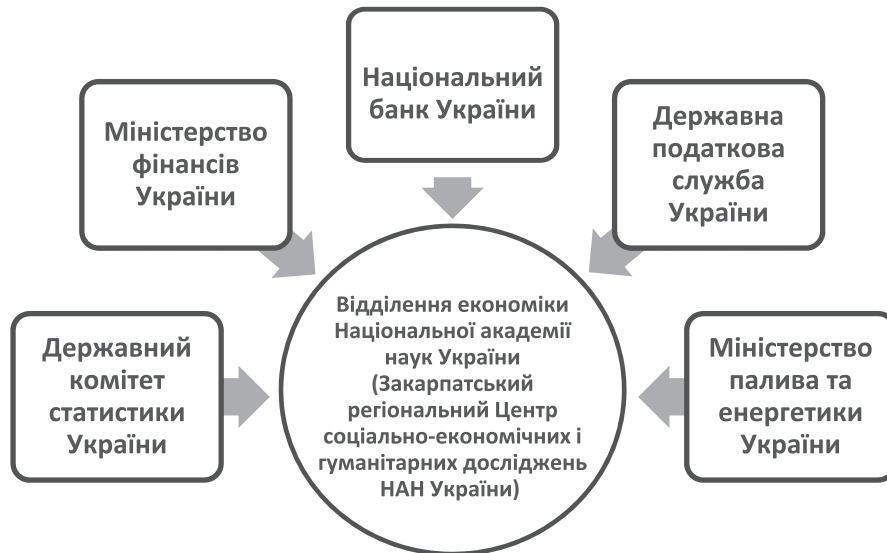 Національний
банк України
Міністерство
фінансів
України
Державна
податкова
служба
України
Державний
комітет
статистики
України
Відділення економіки
Національної академії
наук України
(Закарпатський
регіональний Центр
соціально-економічних і
гуманітарних досліджень
НАН України)
Міністерство
палива та
енергетики
України